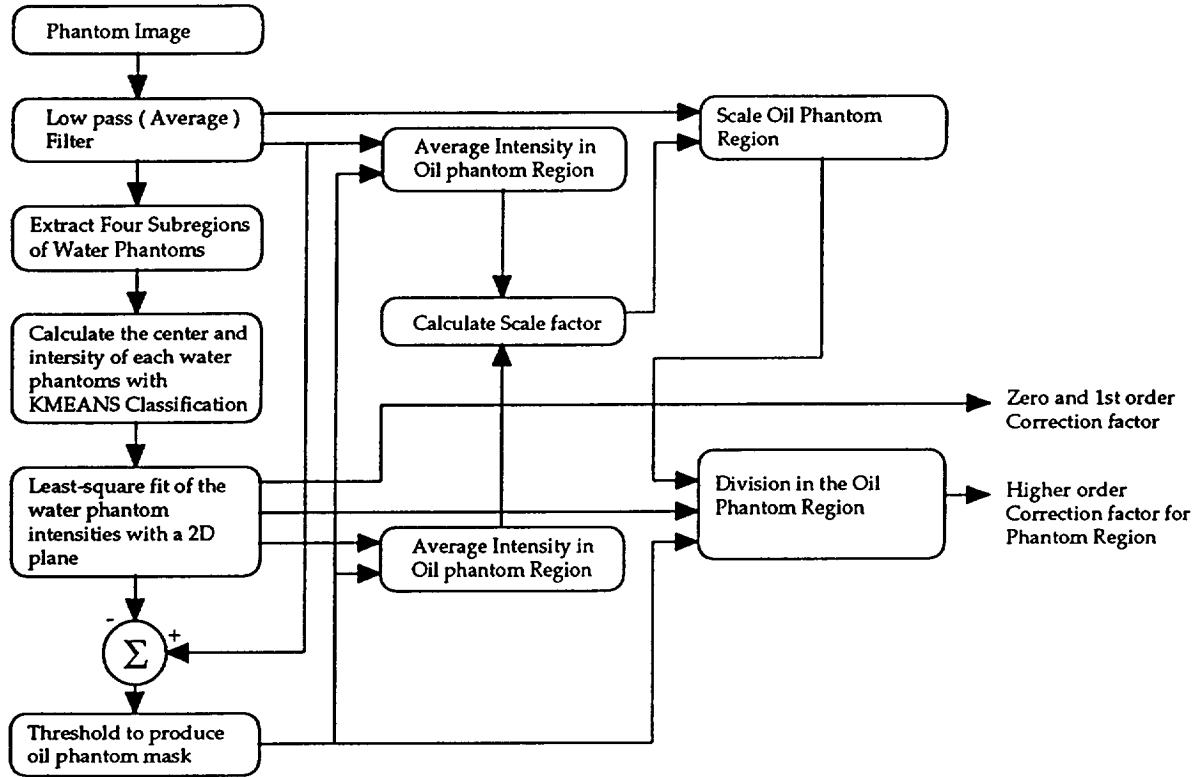 Phantom Image
Low pass ( Average )
Filter
Scale Oil Phantom
Region
Average Intensity in
Oil phantom Region
Extract Four Subregions
of Water Phantoms
Calculate Scale factor
Calculate the center and
intersity of each water
phantoms with
KMEANS Classification
Zero and 1st order
Correction factor
Least-square fit of the
water phantom
intensities with a 2D
plane
Division in the Oil
Phantom Region
Higher order
Correction factor for
Phantom Region
Average Intensity in
Oil phantom Region
- +
Σ
Threshold to produce
oil phantom mask